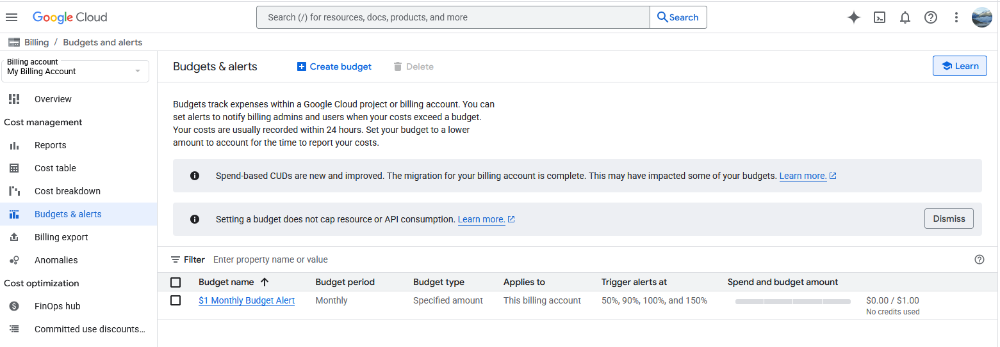 Google Cloud
Search (/) for resources, docs, products, and more
Search
Billing / Budgets and alerts
Billing account
My Billing Account
Overview
Cost management
Reports
Cost table
Cost breakdown
Budgets & alerts
Billing export
Anomalies
Cost optimization
FinOps hub
Committed use discounts...
Budgets & alerts
Create budget
Delete
Learn
Budgets track expenses within a Google Cloud project or billing account. You can
set alerts to notify billing admins and users when your costs exceed a budget.
Your costs are usually recorded within 24 hours. Set your budget to a lower
amount to account for the time to report your costs.
Spend-based CUDs are new and improved. The migration for your billing account is complete. This may have impacted some of your budgets. Learn more.
Setting a budget does not cap resource or API consumption. Learn more.
Dismiss
Filter Enter property name or value
Budget name Budget period Budget type Applies to Trigger alerts at Spend and budget amount
$1 Monthly Budget Alert Monthly Specified amount This billing account 50%, 90%, 100%, and 150% $0.00 / $1.00
No credits used